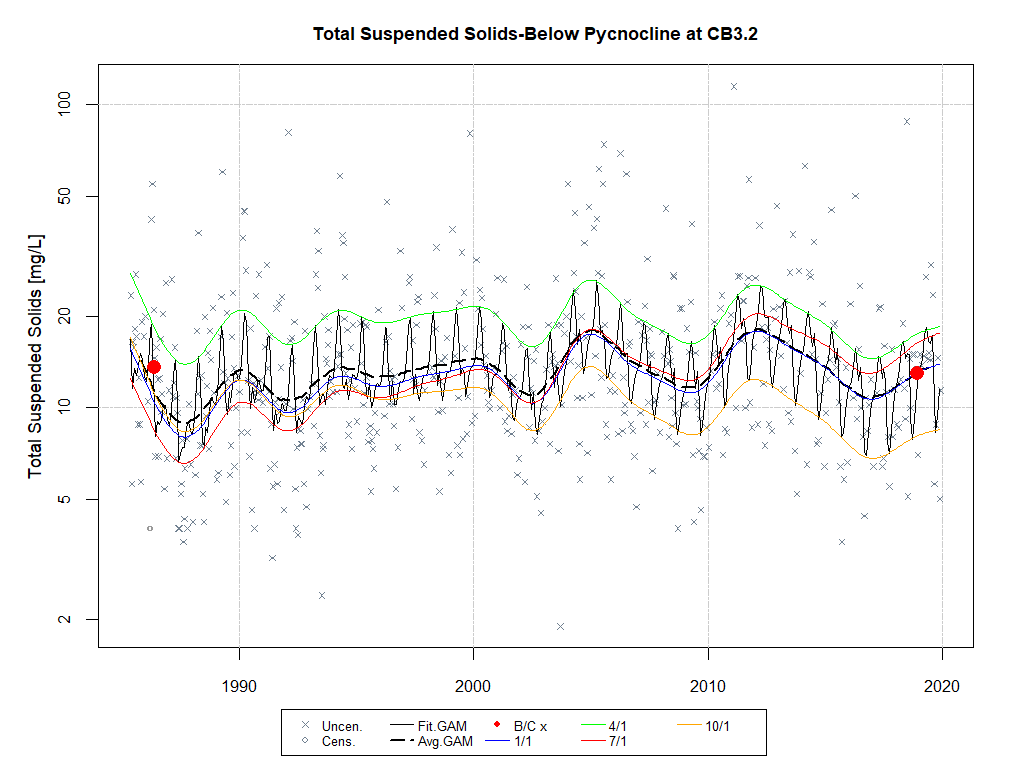 Total Suspended Solids-Below Pycnocline at CB3.2
Total Suspended Solids [mg/L]
100
50
20
10
5
2
1990 2000 2010 2020
Uncen. Fit.GAM B/C x 4/1 10/1
Cens. Avg.GAM 1/1 7/1